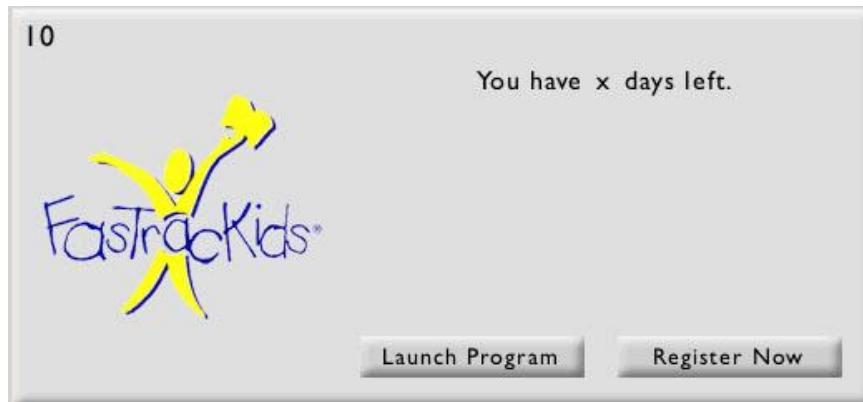 10
You have x days left.
FasTracKids®
Launch Program
Register Now